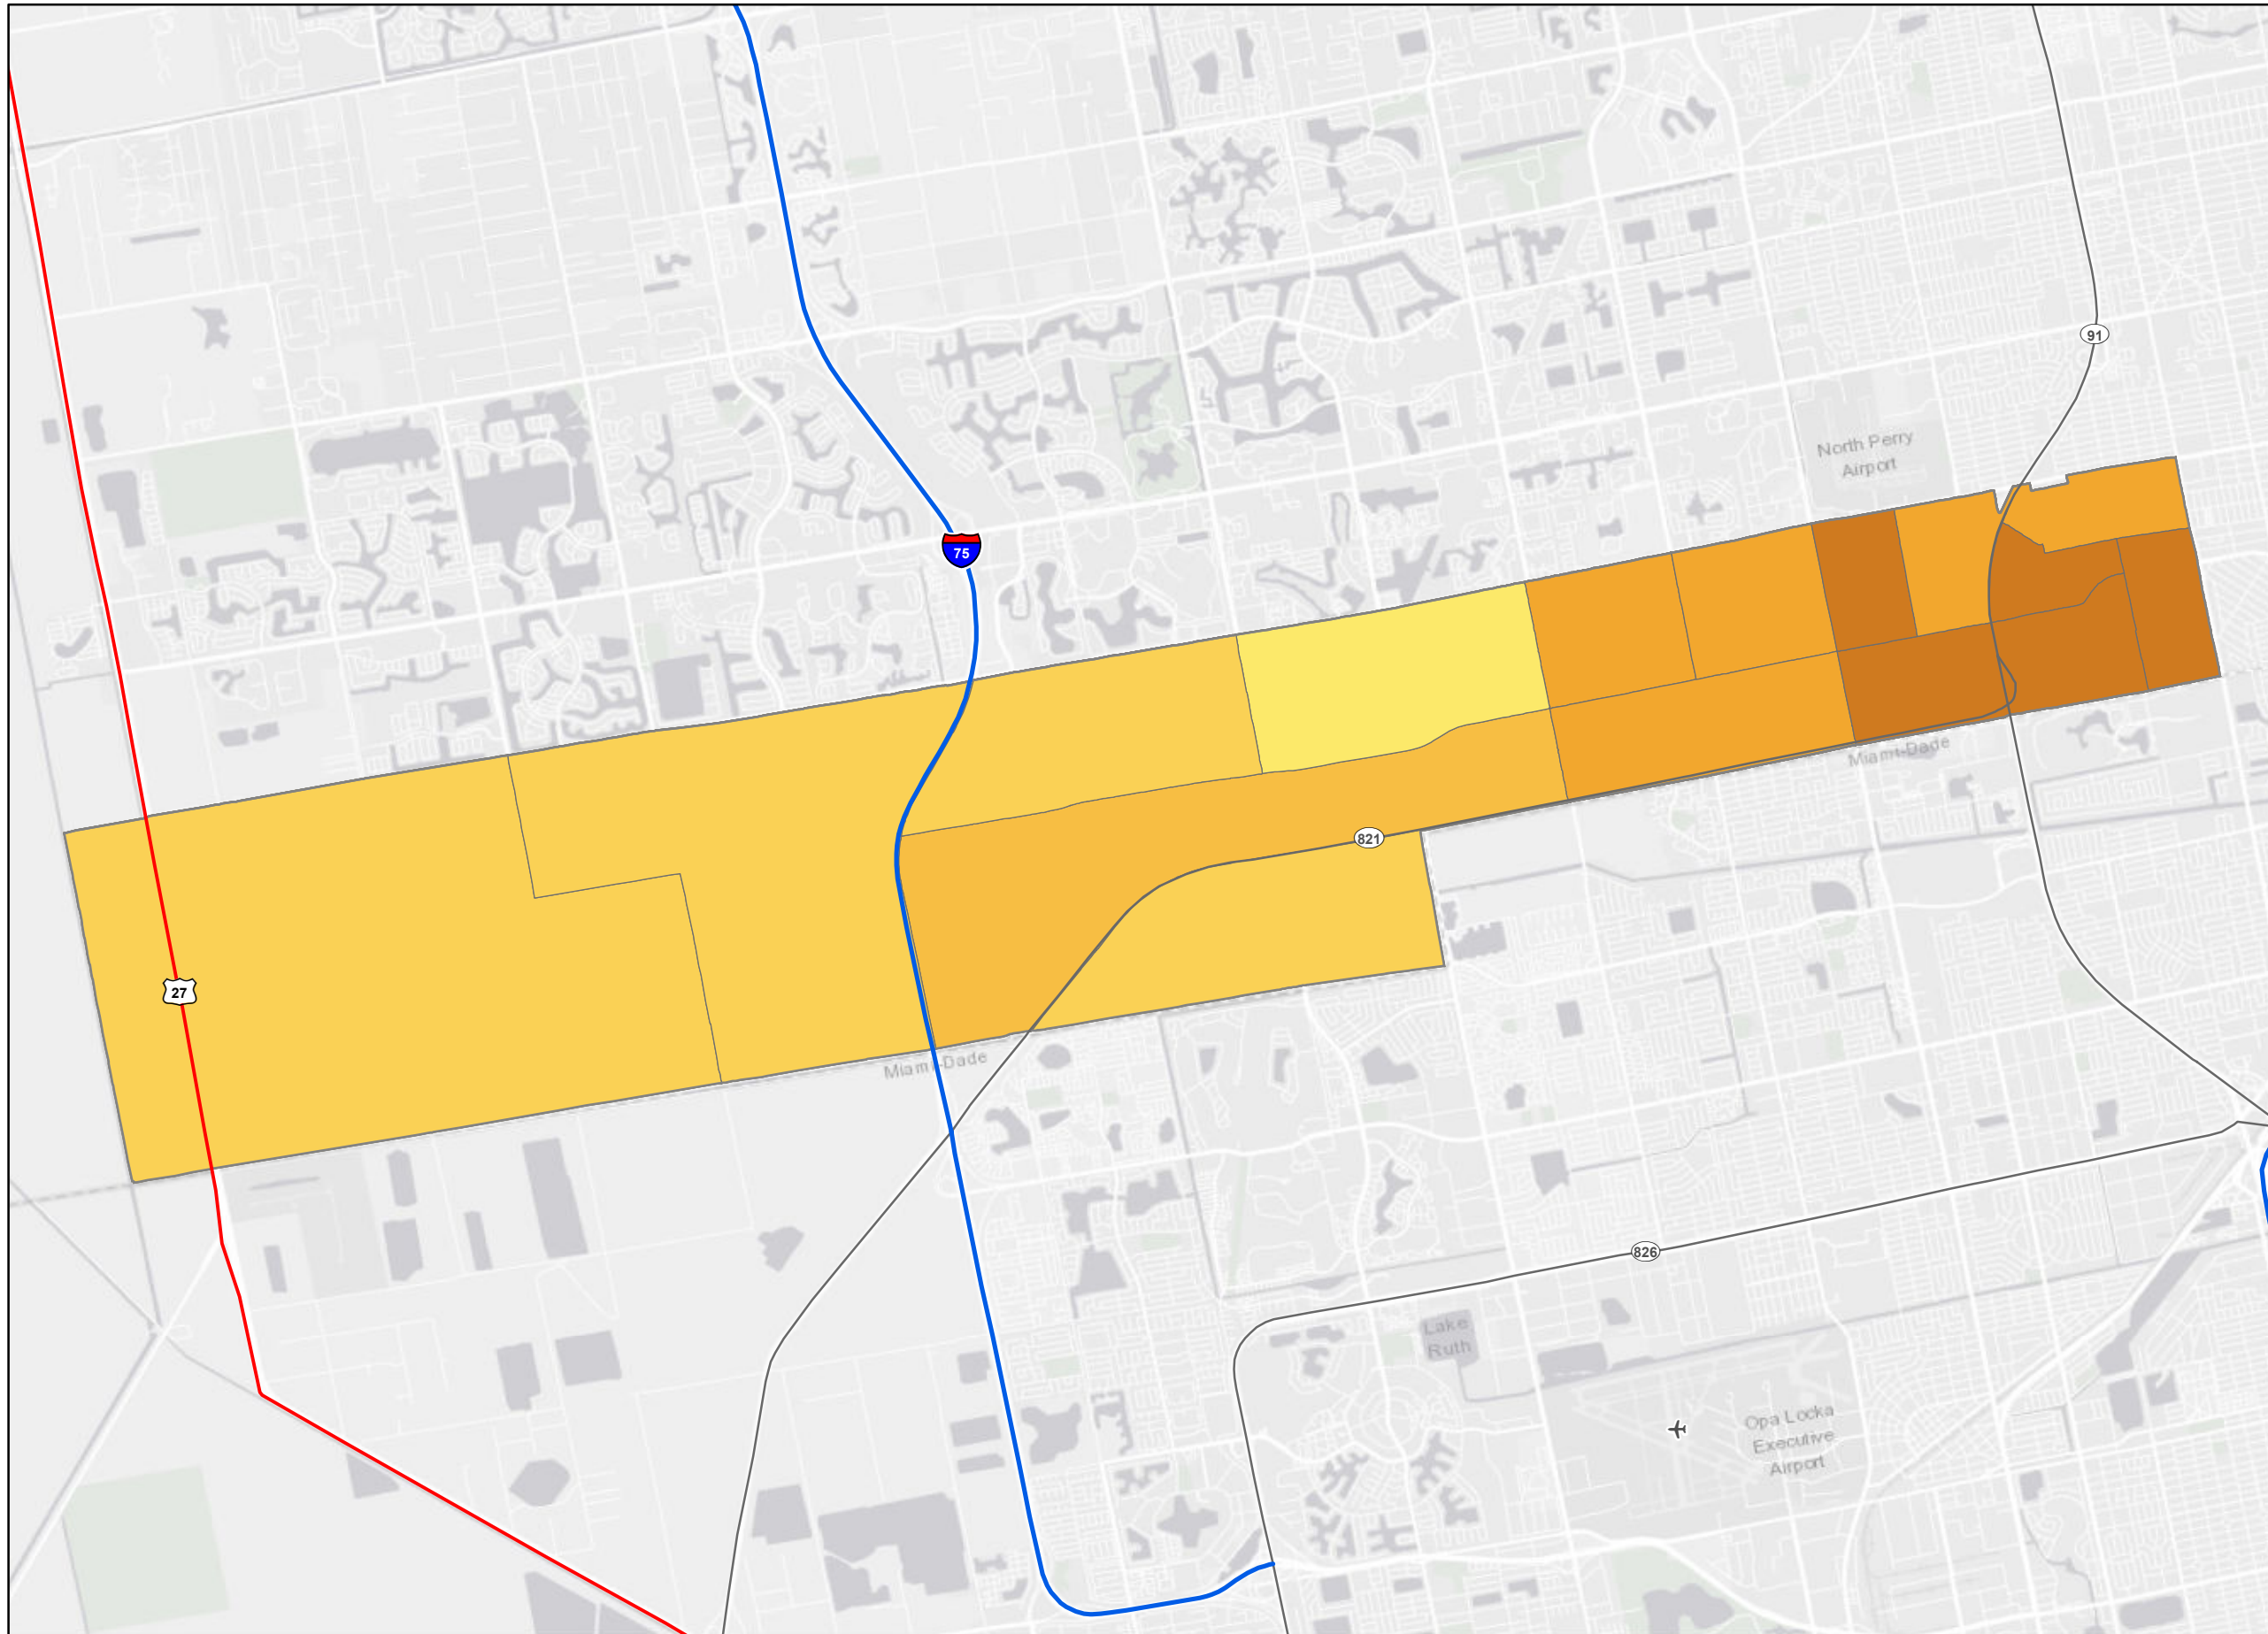 91
North Perry
Airport
75
Miami-Dade
821
27
Miami-Dade
826
Lake
Ruth
Opa Locka
Executive
Airport